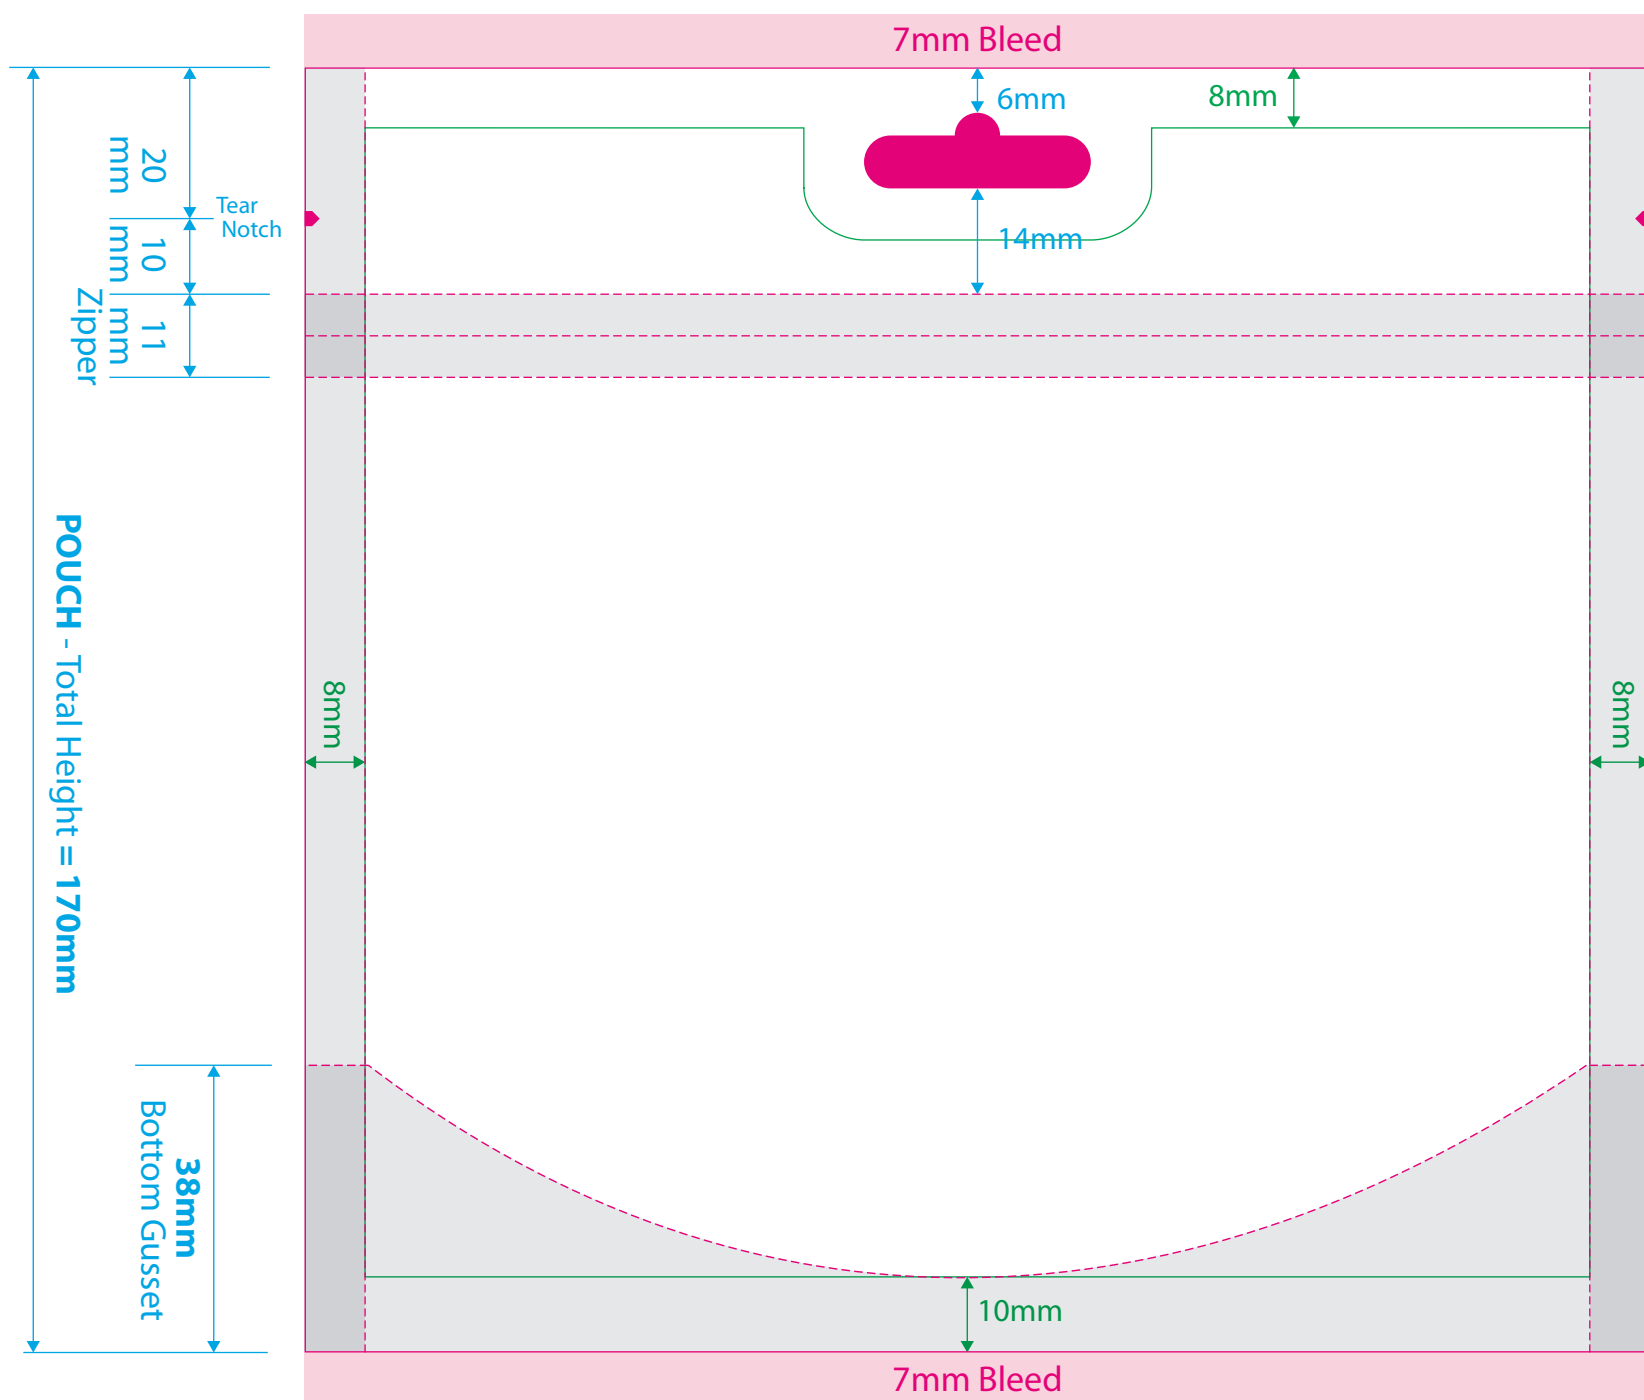 7mm Bleed
6mm
8mm
20
mm
Tear
Notch
10
mm
14mm
11
mm
Zipper
POUCH - Total Height = 170mm
8mm
8mm
38mm
Bottom Gusset
10mm
7mm Bleed